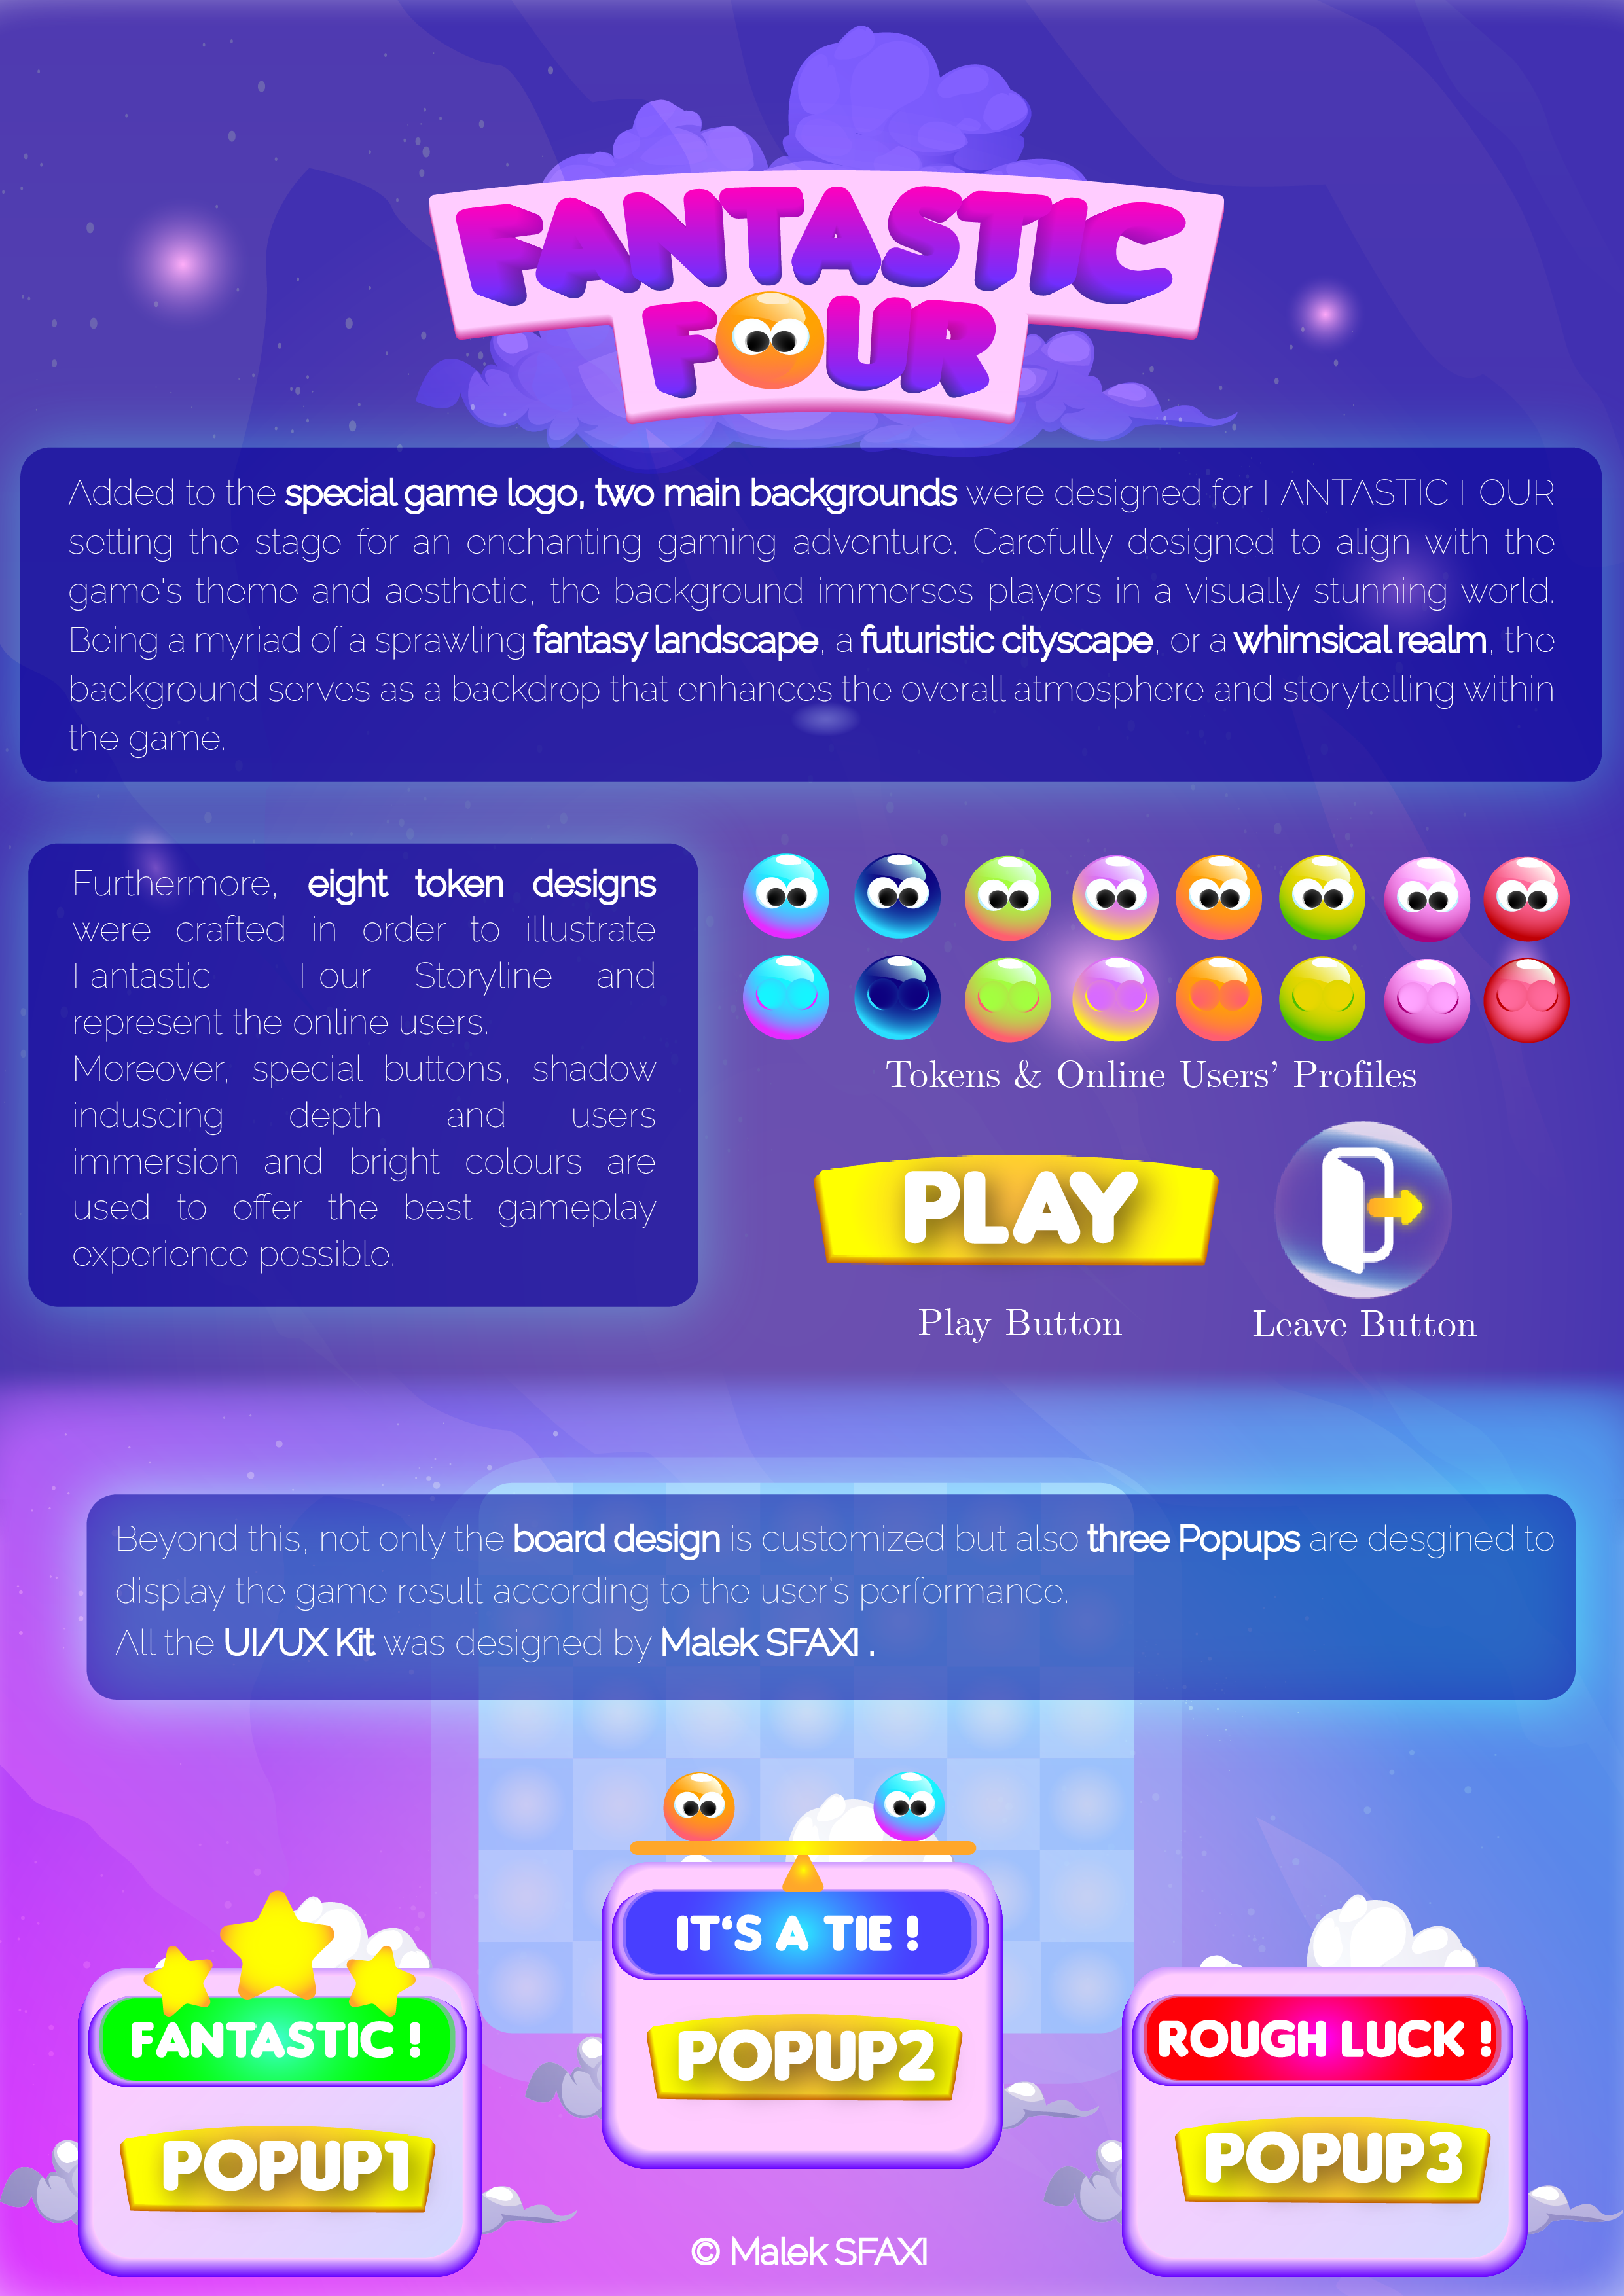 FANTASTIC
FOUR
Added to the special game logo, two main backgrounds were designed for FANTASTIC FOUR
setting the stage for an enchanting gaming adventure. Carefully designed to align with the
game's theme and aesthetic, the background immerses players in a visually stunning world.
Being a myriad of a sprawling fantasy landscape, a futuristic cityscape, or a whimsical realm, the
background serves as a backdrop that enhances the overall atmosphere and storytelling within
the game.
Furthermore, eight token designs
were crafted in order to illustrate
Fantastic Four Storyline and
represent the online users.
Moreover, special buttons, shadow
induscing depth and users
immersion and bright colours are
used to offer the best gameplay
experience possible.
Tokens & Online Users' Profiles
PLAY
Play Button
Leave Button
Beyond this, not only the board design is customized but also three Popups are desgined to
display the game result according to the user's performance.
All the UI/UX Kit was designed by Malek SFAXI .
FANTASTIC !
POPUP1
IT'S A TIE !
POPUP2
ROUGH LUCK !
POPUP3
© Malek SFAXI